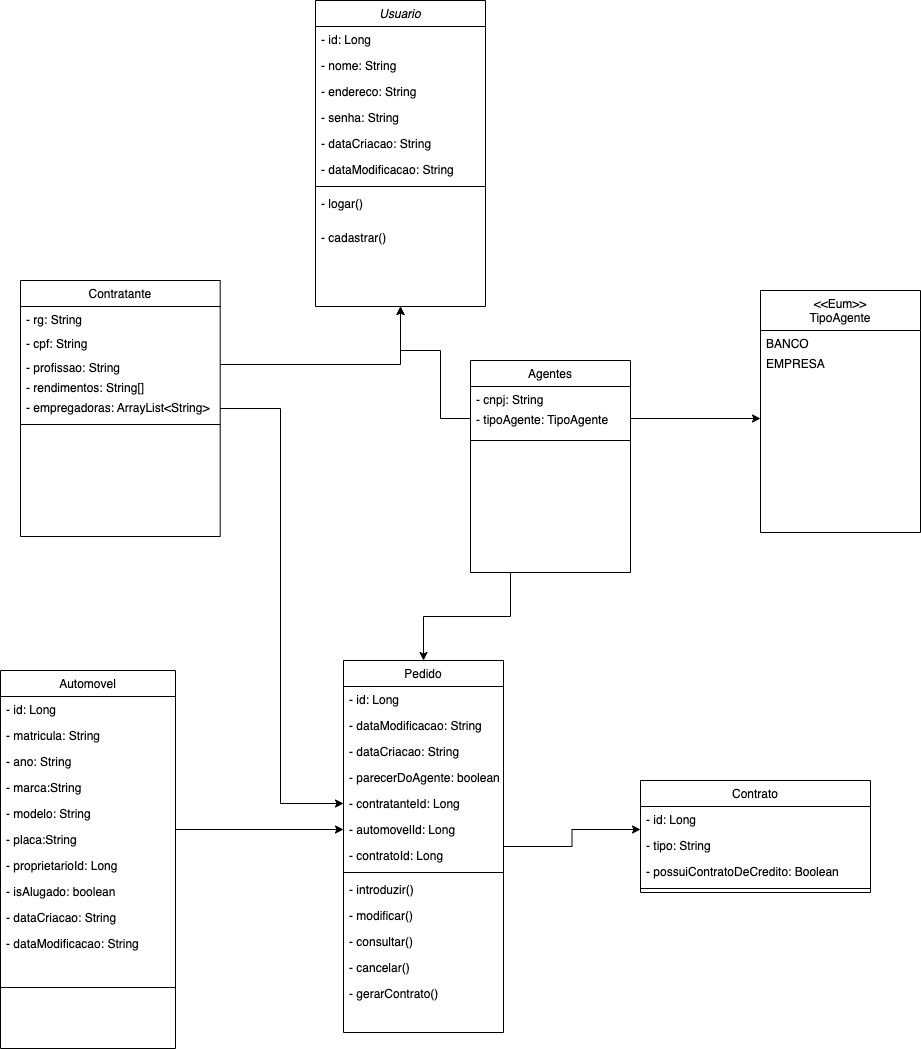 Usuario
- id: Long
- nome: String
- endereco: String
- senha: String
- dataCriacao: String
- dataModificacao: String
- logar()
- cadastrar()
Contratante
- rg: String
- cpf: String
- profissao: String
- rendimentos: String[]
- empregadoras: ArrayList<String>
Agentes
- cnpj: String
- tipoAgente: TipoAgente
<<Eum>>
TipoAgente
BANCO
EMPRESA
Automovel
- id: Long
- matricula: String
- ano: String
- marca:String
- modelo: String
- placa:String
- proprietarioId: Long
- isAlugado: boolean
- dataCriacao: String
- dataModificacao: String
Pedido
- id: Long
- dataModificacao: String
- dataCriacao: String
- parecerDoAgente: boolean
- contratanteId: Long
- automovelId: Long
- contratoId: Long
- introduzir()
- modificar()
- consultar()
- cancelar()
- gerarContrato()
Contrato
- id: Long
- tipo: String
- possuiContratoDeCredito: Boolean